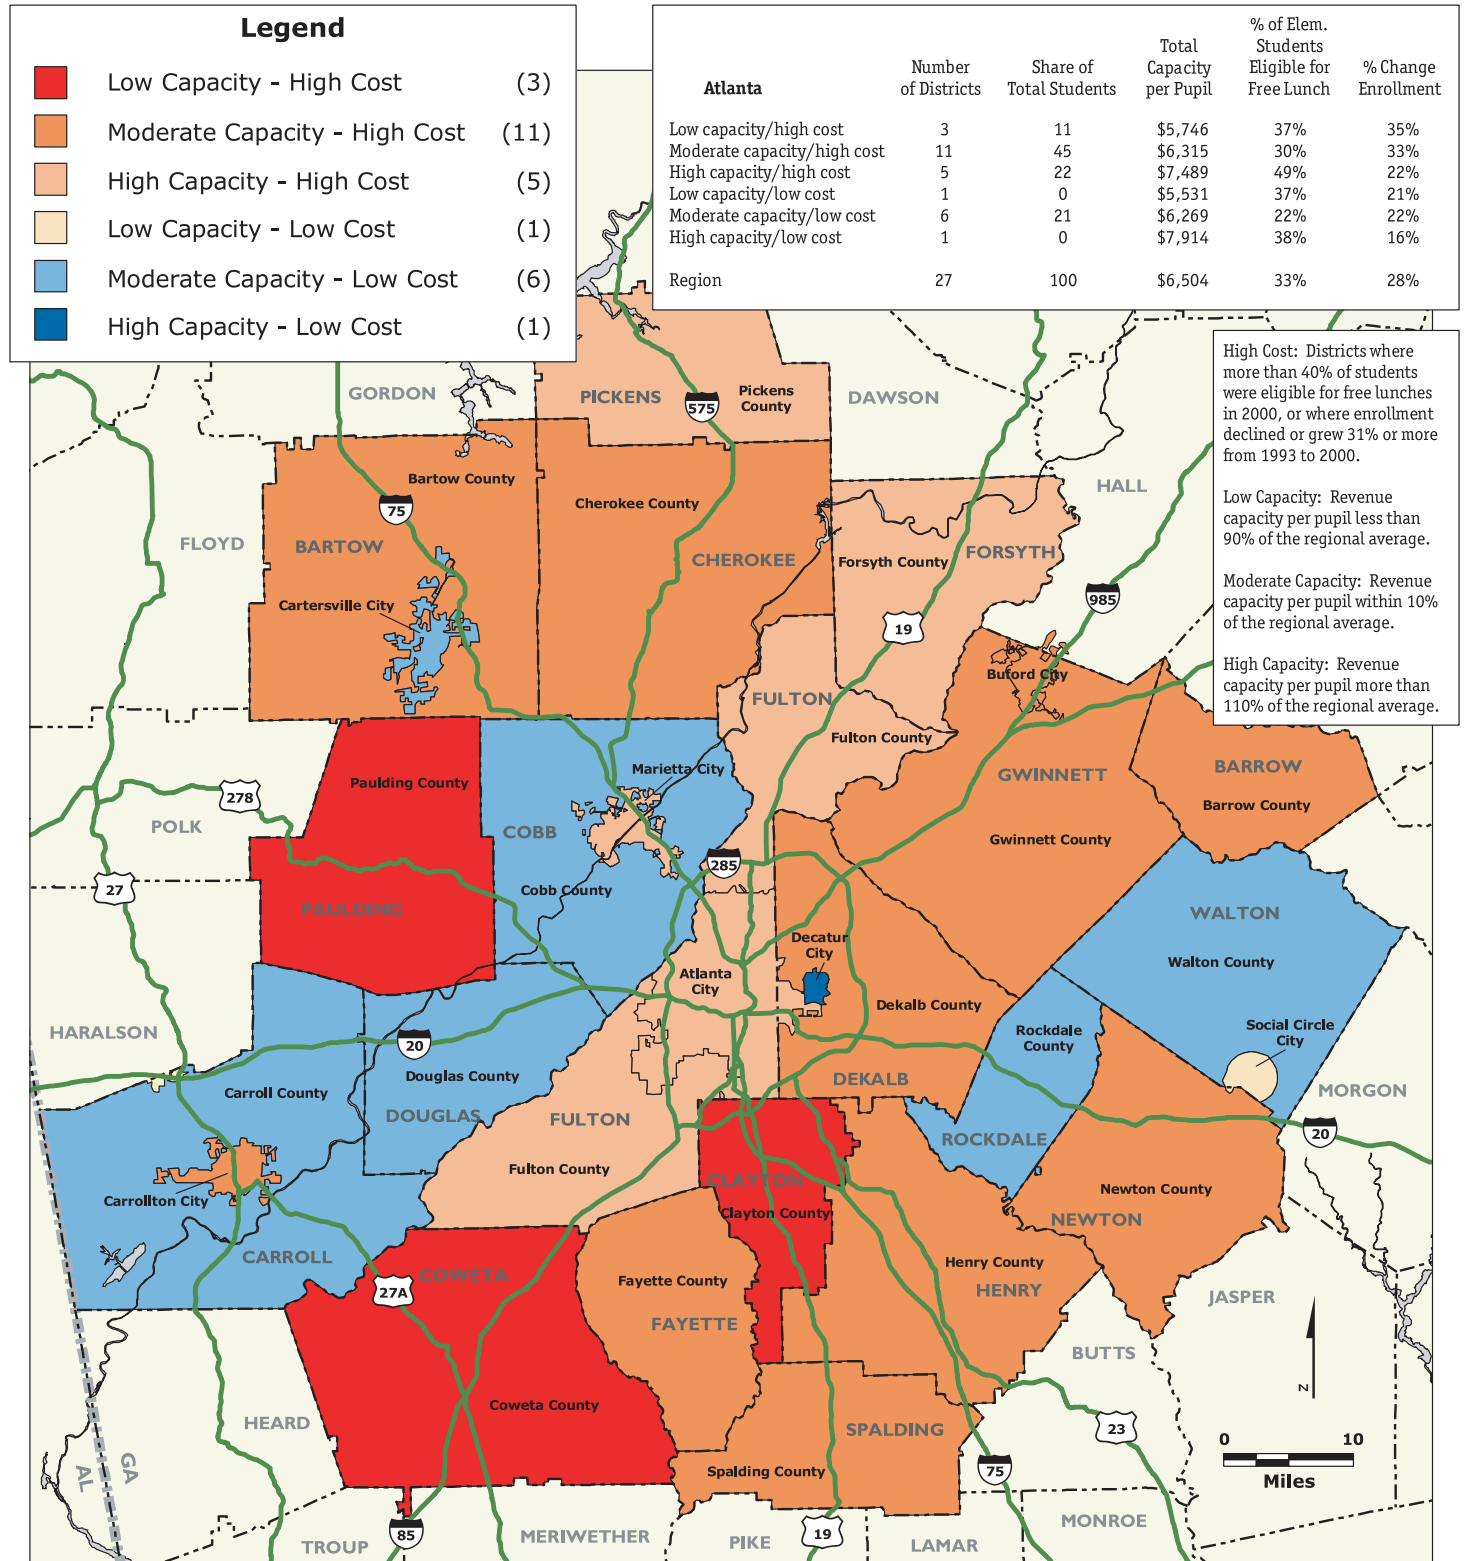 Legend
Low Capacity - High Cost (3)
Moderate Capacity - High Cost (11)
High Capacity - High Cost (5)
Low Capacity - Low Cost (1)
Moderate Capacity - Low Cost (6)
High Capacity - Low Cost (1)
% of Elem.
Total Students
Number Share of Capacity Eligible for % Change
Atlanta of Districts Total Students per Pupil Free Lunch Enrollment
Low capacity/high cost 3 11 $5,746 37% 35%
Moderate capacity/high cost 11 45 $6,315 30% 33%
High capacity/high cost 5 22 $7,489 49% 22%
Low capacity/low cost 1 0 $5,531 37% 21%
Moderate capacity/low cost 6 21 $6,269 22% 22%
High capacity/low cost 1 0 $7,914 38% 16%
Region 27 100 $6,504 33% 28%
High Cost: Districts where
more than 40% of students
were eligible for free lunches
in 2000, or where enrollment
declined or grew 31% or more
from 1993 to 2000.
Low Capacity: Revenue
capacity per pupil less than
90% of the regional average.
Moderate Capacity: Revenue
capacity per pupil within 10%
of the regional average.
High Capacity: Revenue
capacity per pupil more than
110% of the regional average.
GORDON
PICKENS
575
Pickens
County
DAWSON
Bartow County
75
Cherokee County
HALL
FLOYD
BARTOW
CHEROKEE
Forsyth County
FORSYTH
Cartersville City
19
985
Buford City
FULTON
Fulton County
Paulding County
Marietta City
GWINNETT
BARROW
278
Barrow County
POLK
COBB
Gwinnett County
285
27
Cobb County
PAULDING
WALTON
Decatur
City
Walton County
Atlanta
City
Dekalb County
HARALSON
20
Rockdale
County
Social Circle
City
Carroll County
Douglas County
DEKALB
MORGON
DOUGLAS
FULTON
ROCKDALE
20
Fulton County
CLAYTON
Newton County
Carrollton City
Clayton County
NEWTON
CARROLL
COWETA
Henry County
27A
Fayette County
HENRY
JASPER
FAYETTE
BUTTS
N
Coweta County
HEARD
SPALDING
23
0 10
Miles
GA
AL
Spalding County
75
85
19
TROUP
MERIWETHER
PIKE
LAMAR
MONROE